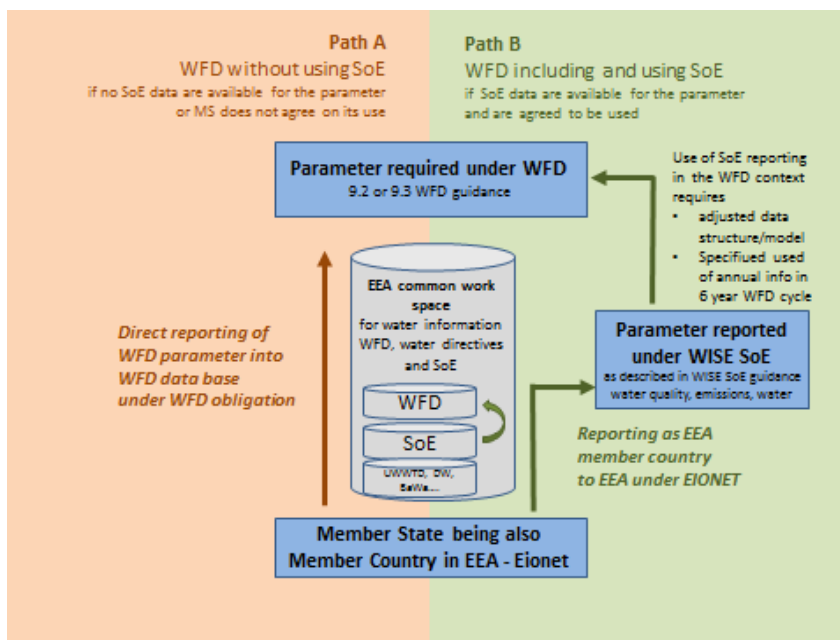 Path A
WFD without using SoE
if no SoE data are available for the parameter
or MS does not agree on its use
Path B
WFD including and using SoE
if SoE data are available for the parameter
and are agreed to be used
Parameter required under WFD
9.2 or 9.3 WFD guidance
Use of SoE reporting
in the WFD context
requires
• adjusted data
structure/model
• Specifiued used
of annual info in
6 year WFD cycle
EEA common work
space
for water information
WFD, water directives
and SoE
WFD
SoE
UWWTD, DW,
BaWa....
Direct reporting of
WFD parameter into
WFD data base
under WFD obligation
Parameter reported
under WISE SoE
as described in WISE SoE guidance
water quality, emissions, water
Reporting as EEA
member country
to EEA under EIONET
Member State being also
Member Country in EEA - Eionet